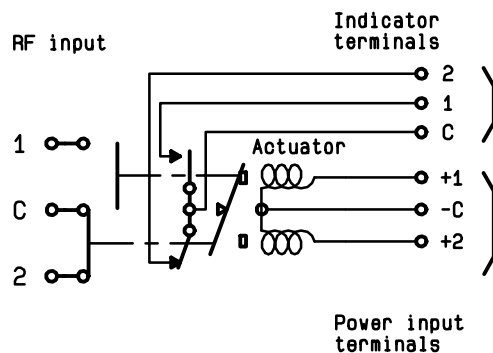 Indicator
terminals
RF input
2
1
C
1
C
2
Actuator
+1
-C
+2
Power input
terminals